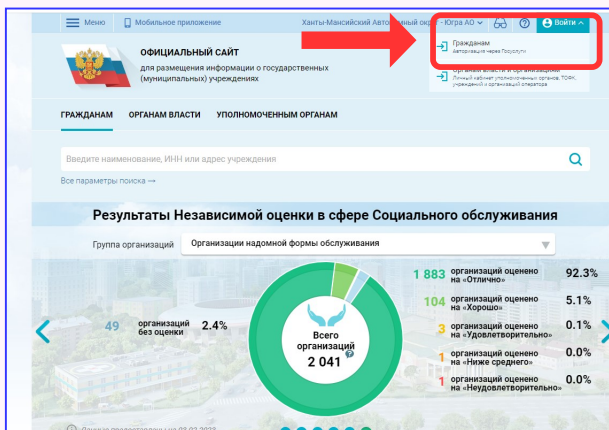 Меню
Мобильное приложение
Ханты-Мансийский Автономный округ - Югра АО
Войти
Гражданам
Авторизация через Госуслуги
Органам власти и организациям
Личный кабинет уполномоченных органов, ТОФК,
учреждений и организаций оператора
ОФИЦИАЛЬНЫЙ САЙТ
для размещения информации о государственных
(муниципальных) учреждениях
ГРАЖДАНАМ ОРГАНАМ ВЛАСТИ УПОЛНОМОЧЕННЫМ ОРГАНАМ
Введите наименование, ИНН или адрес учреждения
Все параметры поиска →
Результаты Независимой оценки в сфере Социального обслуживания
Группа организаций Организации надомной формы обслуживания
49 организаций без оценки 2.4%
Всего
организаций
2 041
1 883 организаций оценено на «Отлично» 92.3%
104 организаций оценено на «Хорошо» 5.1%
3 организаций оценено на «Удовлетворительно» 0.1%
1 организаций оценено на «Ниже среднего» 0.0%
1 организаций оценено на «Неудовлетворительно» 0.0%